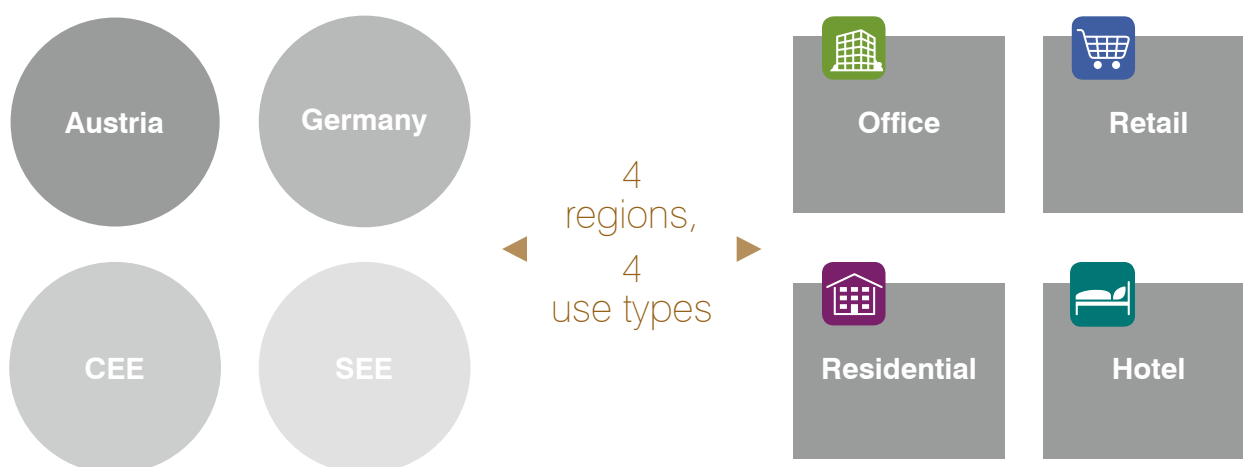 Austria
Germany
CEE
SEE
4
regions,
4
use types
Office
Retail
Residential
Hotel